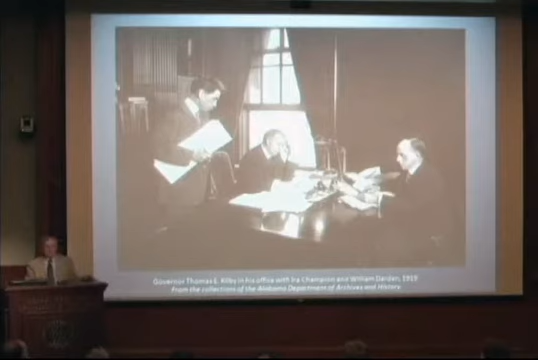 Governor Thomas E. Kilby in his office with Ira Champion and William Darden, 1919
From the collections of the Alabama Department of Archives and History